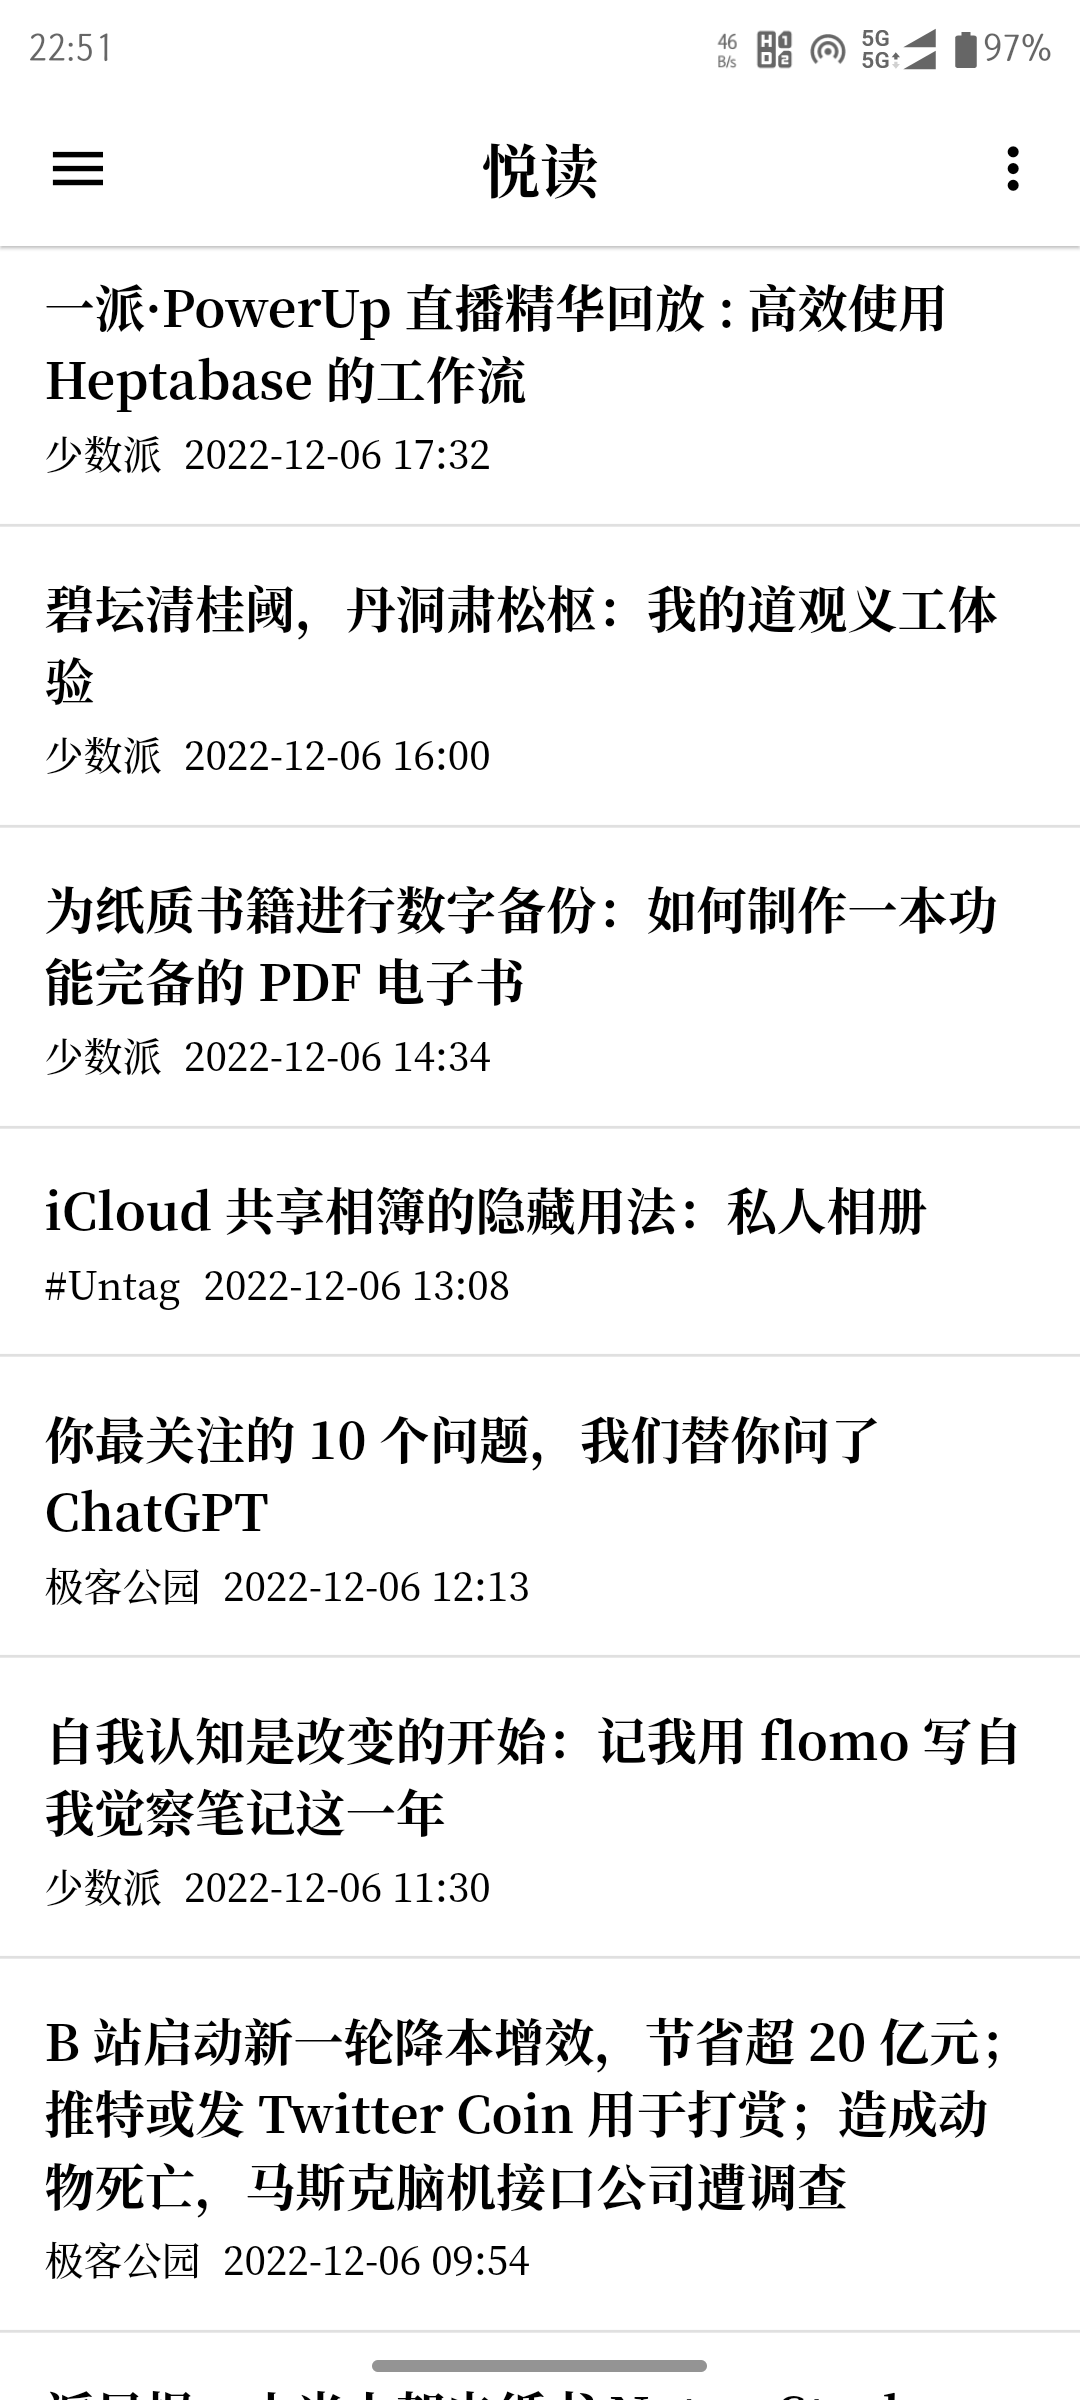 22:51
46 B/s HD 1 2 5G 5G 97%
悦读
一派·PowerUp 直播精华回放 : 高效使用
Heptabase 的工作流
少数派 2022-12-06 17:32
碧坛清桂阈，丹洞肃松枢：我的道观义工体
验
少数派 2022-12-06 16:00
为纸质书籍进行数字备份：如何制作一本功
能完备的 PDF 电子书
少数派 2022-12-06 14:34
iCloud 共享相簿的隐藏用法：私人相册
#Untag 2022-12-06 13:08
你最关注的 10 个问题，我们替你问了
ChatGPT
极客公园 2022-12-06 12:13
自我认知是改变的开始：记我用 flomo 写自
我觉察笔记这一年
少数派 2022-12-06 11:30
B 站启动新一轮降本增效，节省超 20 亿元；
推特或发 Twitter Coin 用于打赏；造成动
物死亡，马斯克脑机接口公司遭调查
极客公园 2022-12-06 09:54